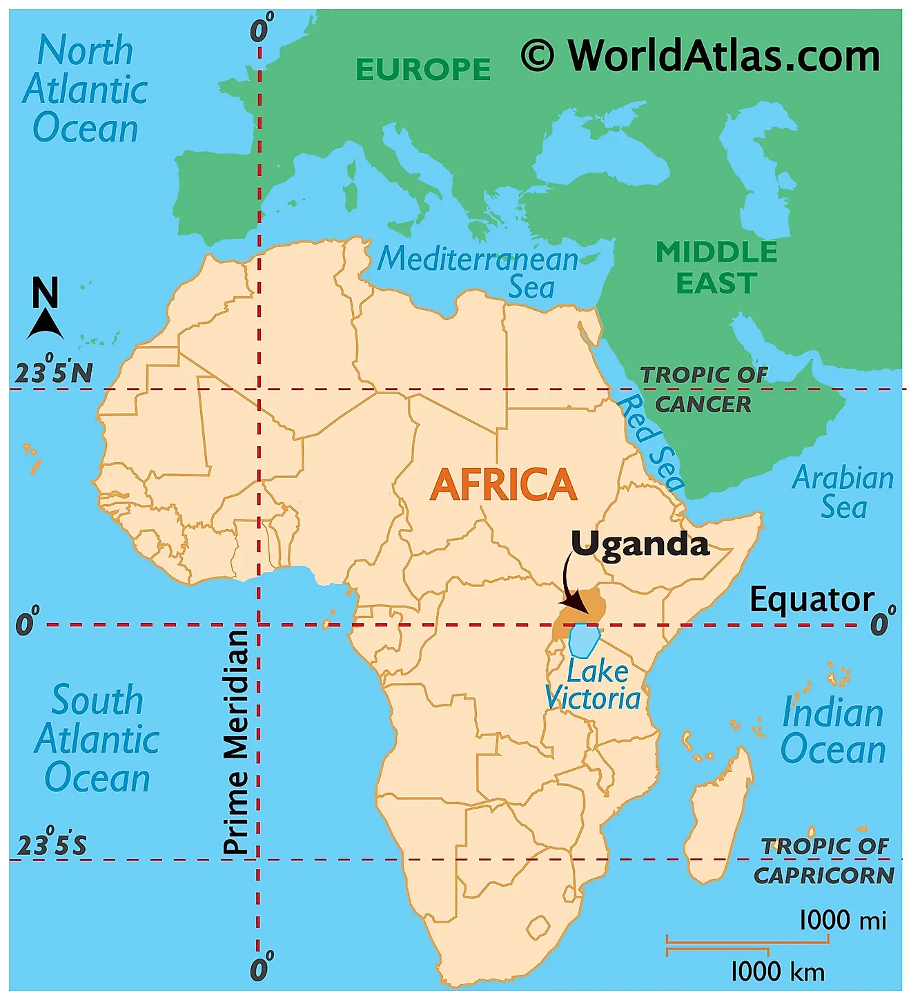 0°
North
Atlantic
Ocean
EUROPE
© WorldAtlas.com
MIDDLE
EAST
Mediterranean
Sea
N
23°5'N
TROPIC OF
CANCER
Red Sea
AFRICA
Arabian
Sea
Uganda
Equator
0°
0°
Lake
Victoria
Prime Meridian
South
Atlantic
Ocean
Indian
Ocean
23°5'S
TROPIC OF
CAPRICORN
1000 mi
1000 km
0°